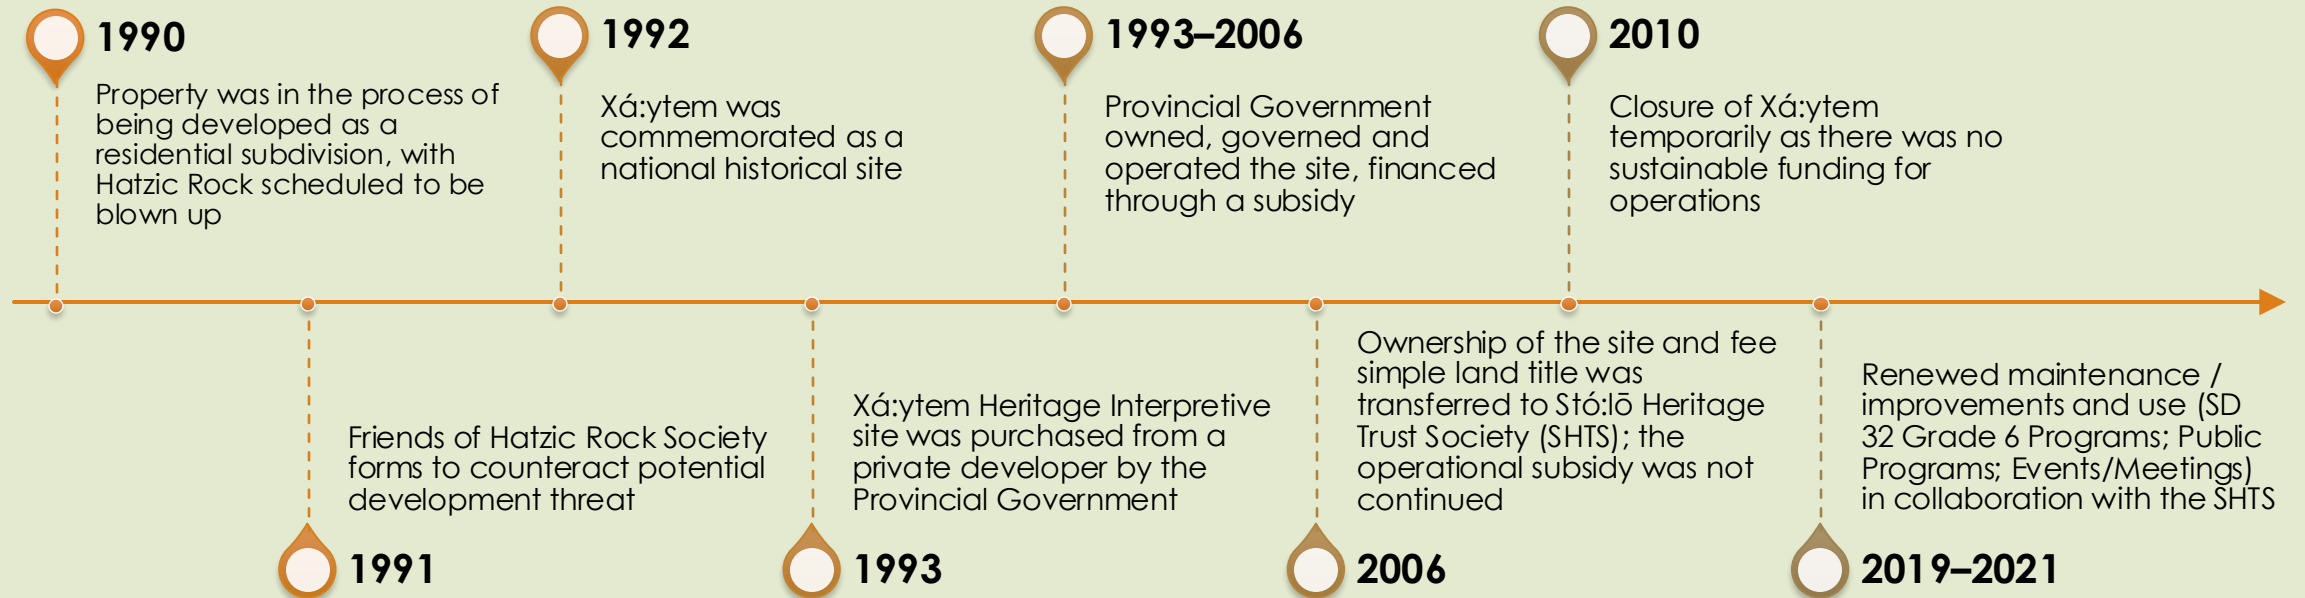 1990
Property was in the process of
being developed as a
residential subdivision, with
Hatzic Rock scheduled to be
blown up
1991
Friends of Hatzic Rock Society
forms to counteract potential
development threat
1992
Xá:ytem was
commemorated as a
national historical site
1993
Xá:ytem Heritage Interpretive
site was purchased from a
private developer by the
Provincial Government
1993–2006
Provincial Government
owned, governed and
operated the site, financed
through a subsidy
2006
Ownership of the site and fee
simple land title was
transferred to Stó:lō Heritage
Trust Society (SHTS); the
operational subsidy was not
continued
2010
Closure of Xá:ytem
temporarily as there was no
sustainable funding for
operations
2019–2021
Renewed maintenance /
improvements and use (SD
32 Grade 6 Programs; Public
Programs; Events/Meetings)
in collaboration with the SHTS